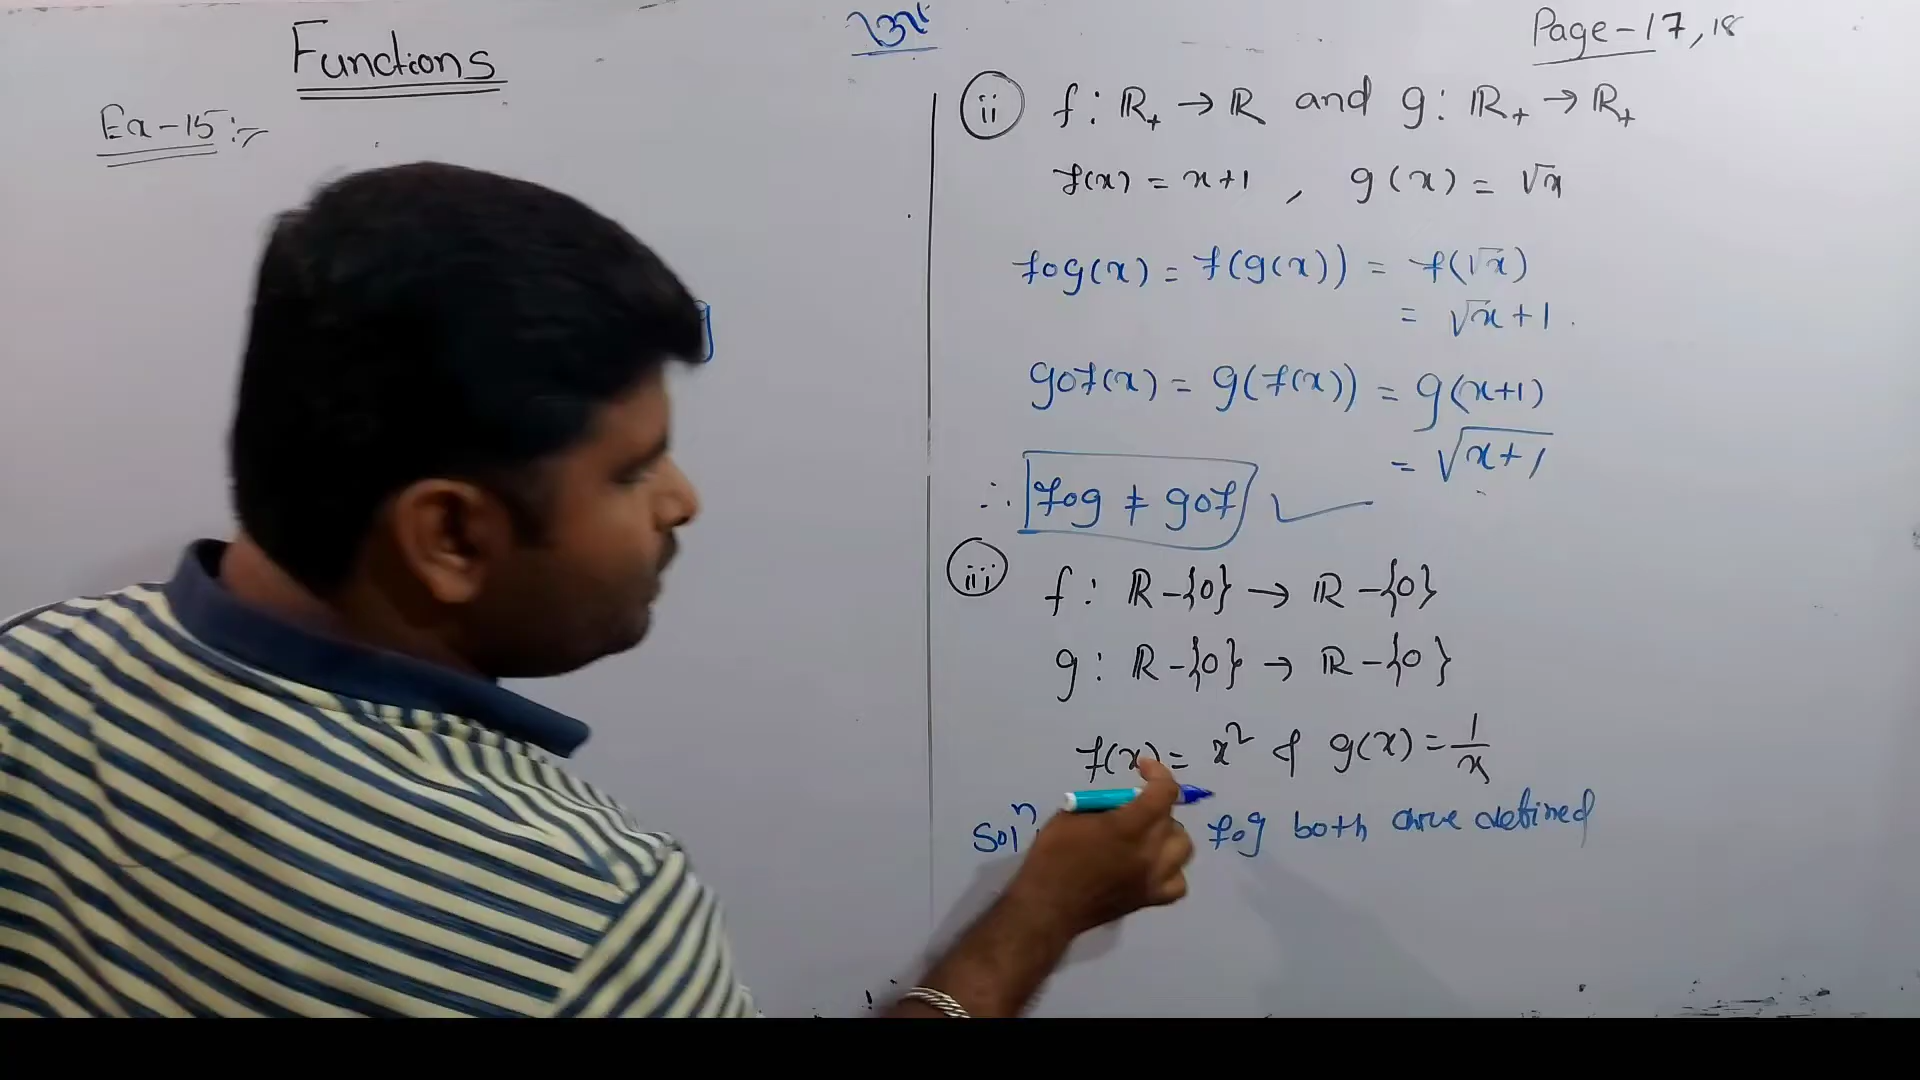 Functions
Page-17,18
Ex-15:-
g
(ii) f: ℝ₊ → ℝ and g: ℝ₊ → ℝ₊
f(x) = x+1 , g(x) = √x
fog(x) = f(g(x)) = f(√x)
= √x+1.
gof(x) = g(f(x)) = g(x+1)
= √(x+1)
∴ fog ≠ gof
(iii) f: ℝ-{0} → ℝ-{0}
g: ℝ-{0} → ℝ-{0}
f(x) = x² & g(x) = 1/x
Solⁿ fog both are defined